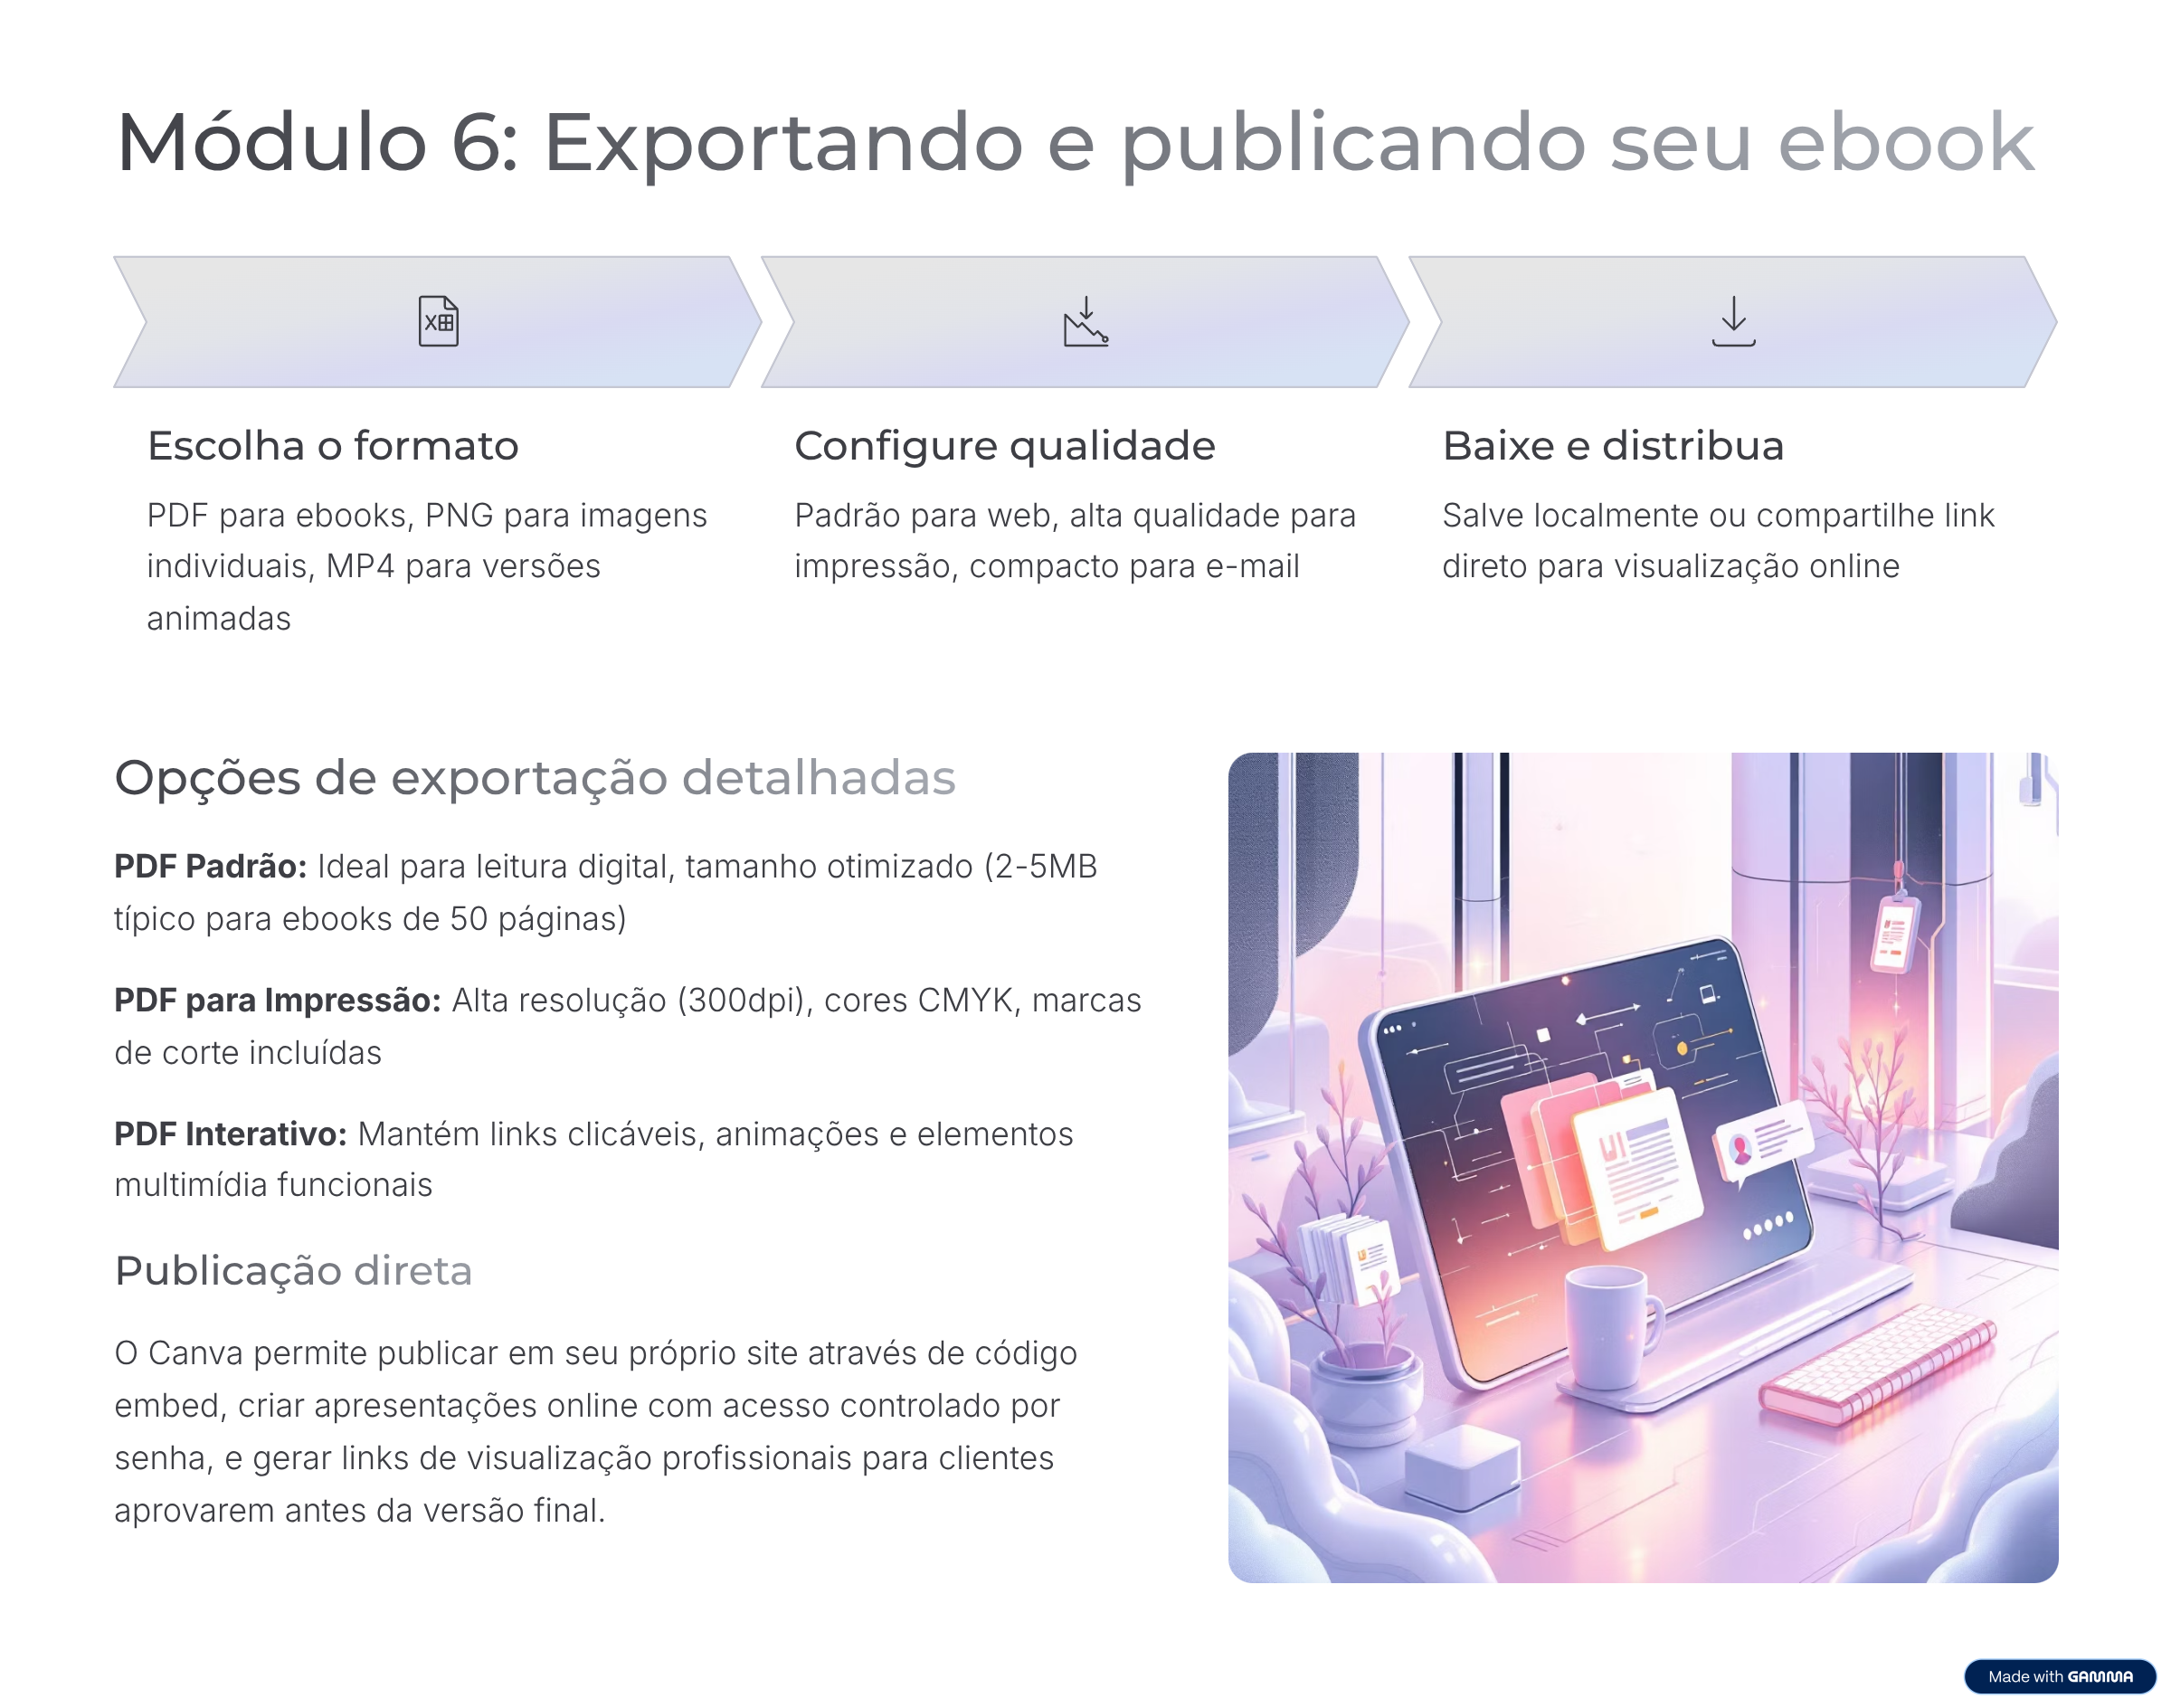 Módulo 6: Exportando e publicando seu ebook
Escolha o formato
PDF para ebooks, PNG para imagens
individuais, MP4 para versões
animadas
Configure qualidade
Padrão para web, alta qualidade para
impressão, compacto para e-mail
Baixe e distribua
Salve localmente ou compartilhe link
direto para visualização online
Opções de exportação detalhadas
PDF Padrão: Ideal para leitura digital, tamanho otimizado (2-5MB
típico para ebooks de 50 páginas)
PDF para Impressão: Alta resolução (300dpi), cores CMYK, marcas
de corte incluídas
PDF Interativo: Mantém links clicáveis, animações e elementos
multimídia funcionais
Publicação direta
O Canva permite publicar em seu próprio site através de código
embed, criar apresentações online com acesso controlado por
senha, e gerar links de visualização profissionais para clientes
aprovarem antes da versão final.
Made with GAMMA